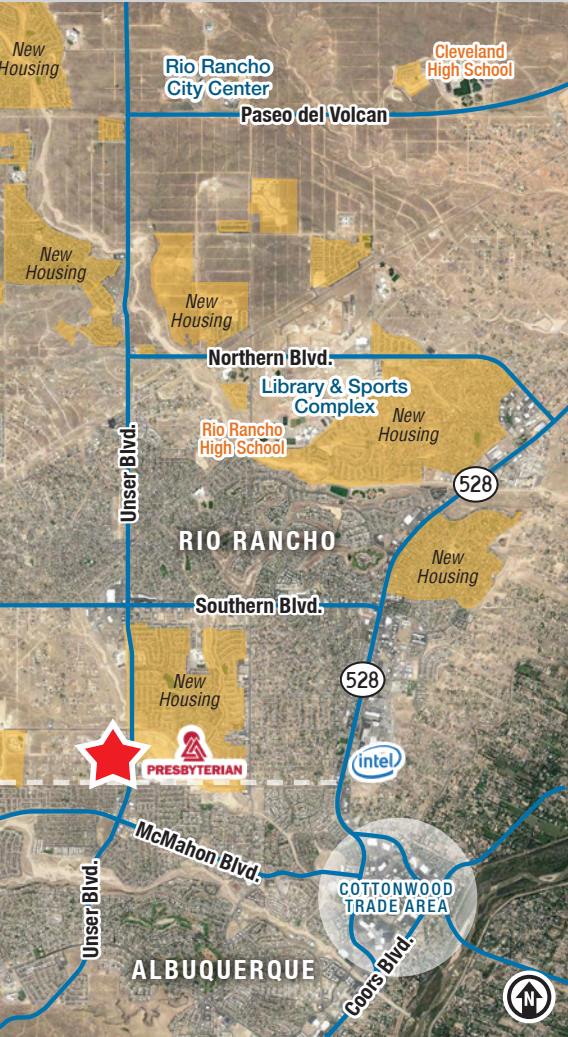 New
Housing
Cleveland
High School
Rio Rancho
City Center
Paseo del Volcan
New
Housing
New
Housing
Northern Blvd.
Library & Sports
Complex
New
Housing
Rio Rancho
High School
Unser Blvd.
528
RIO RANCHO
New
Housing
Southern Blvd.
528
New
Housing
PRESBYTERIAN
intel
McMahon Blvd.
COTTONWOOD
TRADE AREA
Unser Blvd.
ALBUQUERQUE
Coors Blvd.
N